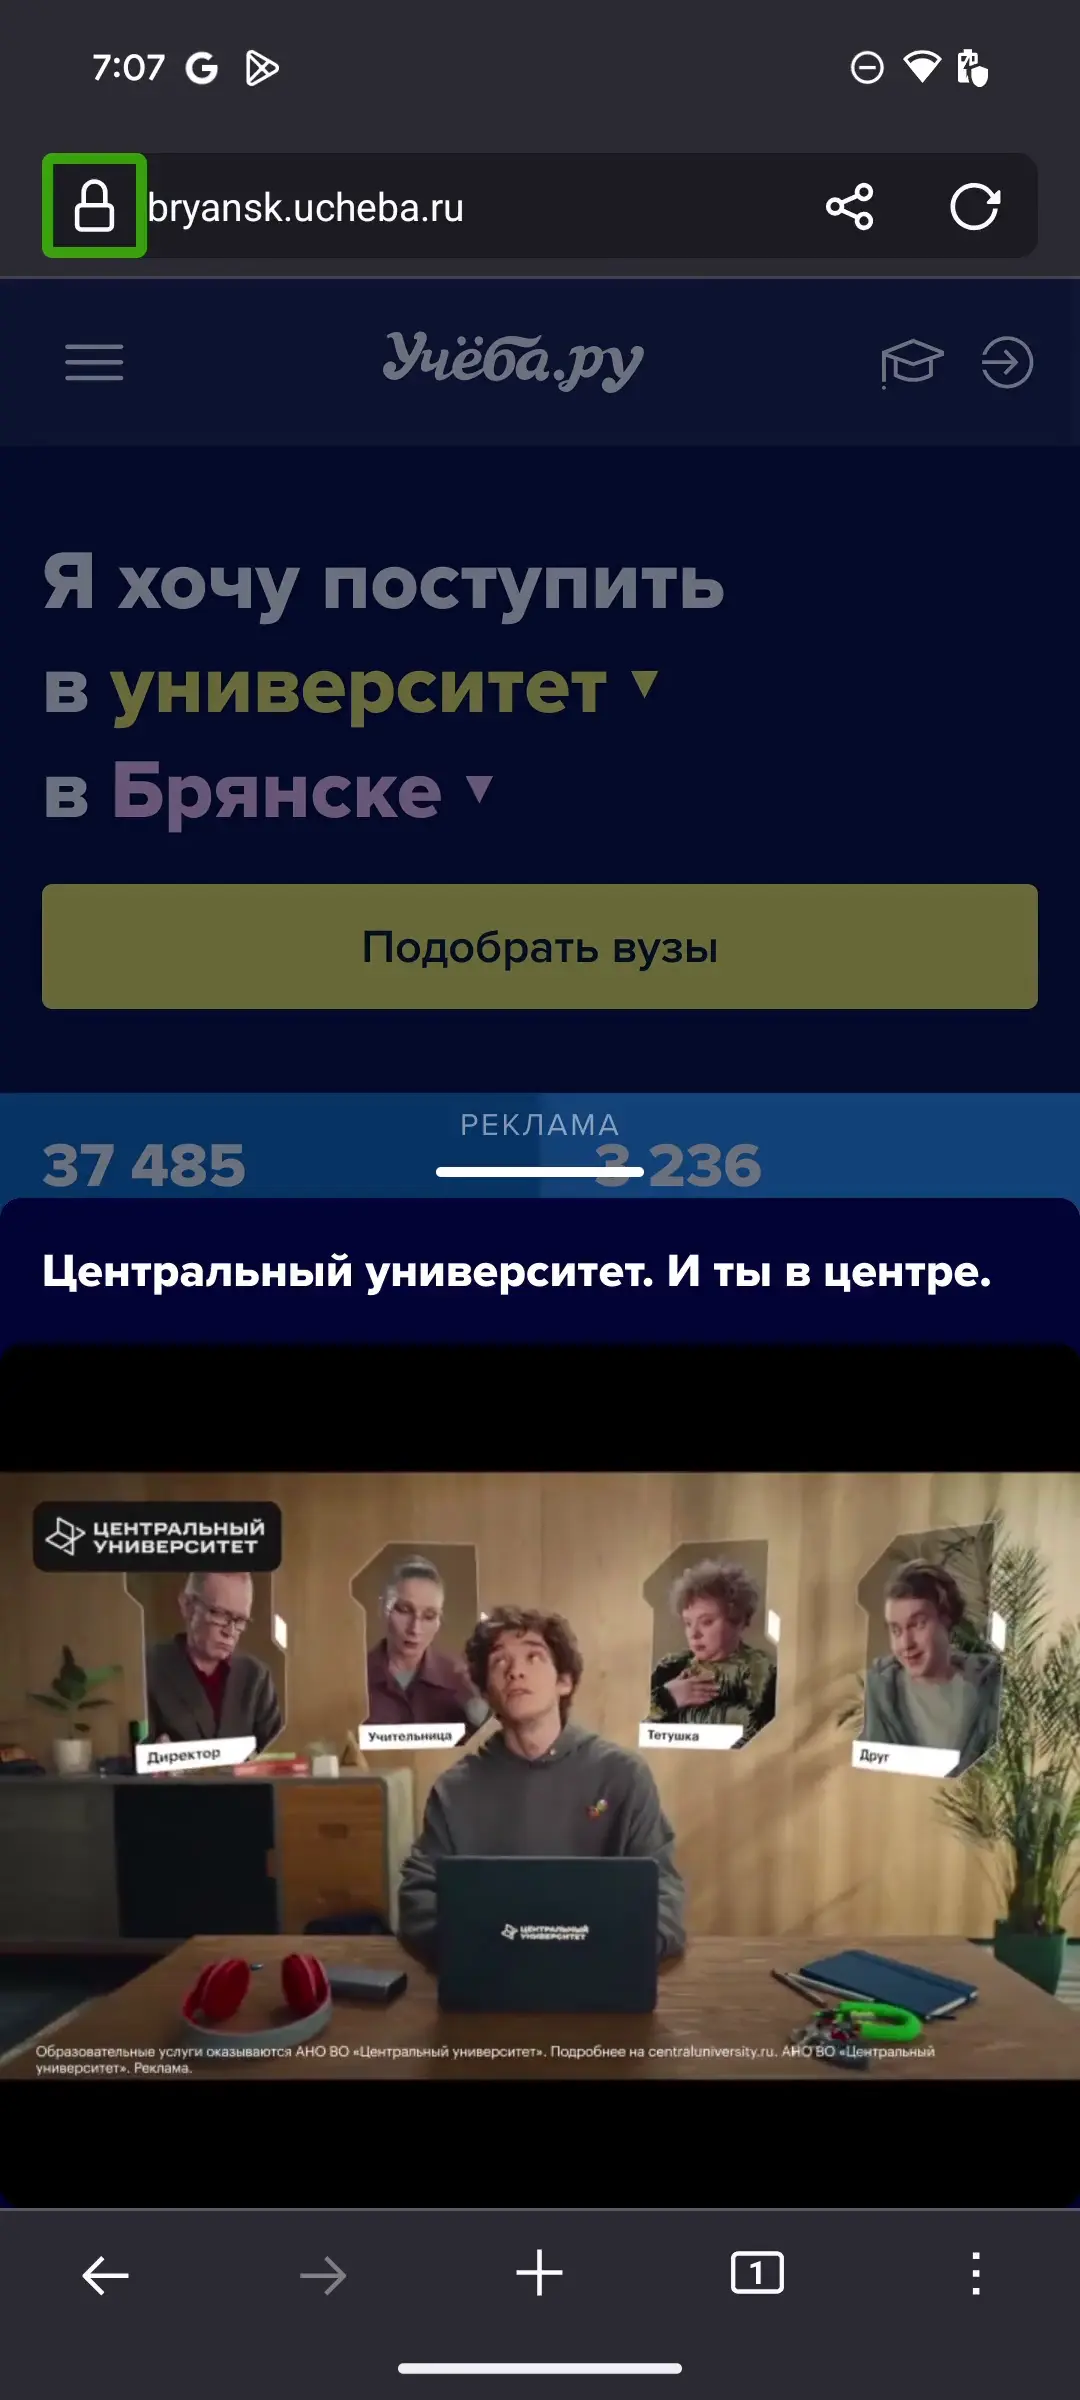 7:07
bryansk.ucheba.ru
Учёба.ру
Я хочу поступить
в университет
в Брянске
Подобрать вузы
РЕКЛАМА
37 485
3 236
Центральный университет. И ты в центре.
ЦЕНТРАЛЬНЫЙ
УНИВЕРСИТЕТ
Директор
Учительница
Тетушка
Друг
ЦЕНТРАЛЬНЫЙ
УНИВЕРСИТЕТ
Образовательные услуги оказываются АНО ВО «Центральный университет». Подробнее на centraluniversity.ru. АНО ВО «Центральный
университет». Реклама.
1